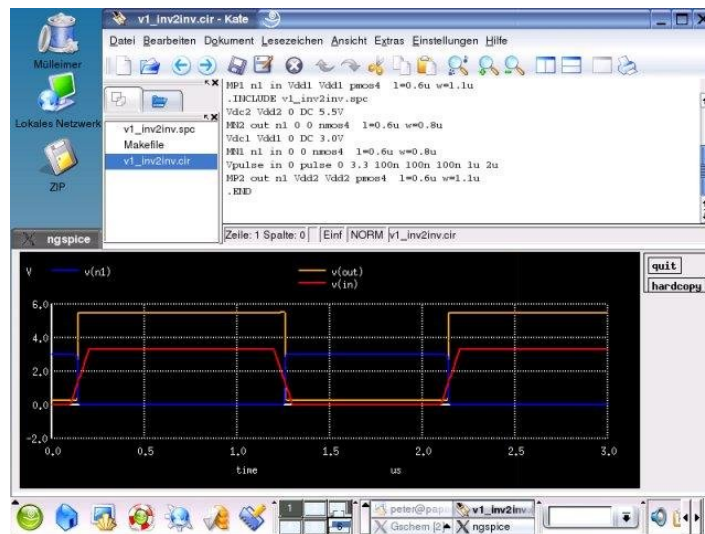 v1_inv2inv.cir - Kate
Datei Bearbeiten Dokument Lesezeichen Ansicht Extras Einstellungen Hilfe
Mülleimer
Lokales Netzwerk
ZIP
v1_inv2inv.spc
Makefile
v1_inv2inv.cir
MP1 n1 in Vdd1 Vdd1 pmos4 l=0.6u w=1.1u
.INCLUDE v1_inv2inv.spc
Vdc2 Vdd2 0 DC 5.5V
MN2 out n1 0 0 nmos4 l=0.6u w=0.8u
Vdc1 Vdd1 0 DC 3.0V
MN1 n1 in 0 0 nmos4 l=0.6u w=0.8u
Vpulse in 0 pulse 0 3.3 100n 100n 100n 1u 2u
MP2 out n1 Vdd2 Vdd2 pmos4 l=0.6u w=1.1u
.END
Zeile: 1 Spalte: 0 Einf NORM v1_inv2inv.cir
ngspice
quit
hardcopy
V v(n1) v(out)
v(in)
6.0
4.0
2.0
0.0
-2.0
0.0 0.5 1.0 1.5 2.0 2.5 3.0
time us
1
peter@pap v1_inv2inv
Gschem [2] ngspice